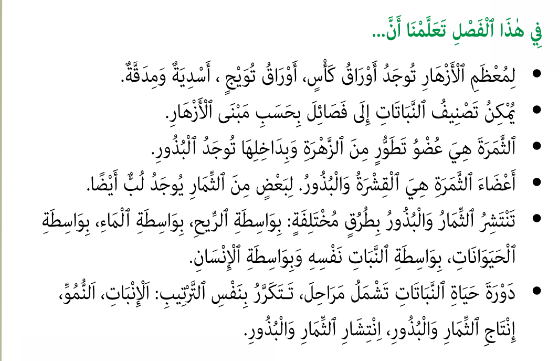 فِي هٰذَا ٱلْفَصْلِ تَعَلَّمْنَا أَنَّ...
• لِمُعْظَمِ ٱلْأَزْهَارِ تُوجَدُ أَوْرَاقُ كَأْسٍ، أَوْرَاقُ تُوَيْجٍ ، أَسْدِيَةٌ وَمِدَقَّةٌ.
• يُمْكِنُ تَصْنِيفُ ٱلنَّبَاتَاتِ إِلَى فَصَائِلَ بِحَسَبِ مَبْنَى ٱلْأَزْهَارِ.
• ٱلثَّمَرَةَ هِيَ عُضْوُ تَطَوُّرٍ مِنَ ٱلزَّهْرَةِ وَبِدَاخِلِهَا تُوجَدُ ٱلْبُذُورِ.
• أَعْضَاءَ ٱلثَّمَرَةِ هِيَ ٱلْقِشْرَةُ وَٱلْبُذُورُ. لِبَعْضٍ مِنَ ٱلثِّمَارِ يُوجَدُ لُبٌّ أَيْضًا.
• تَنْتَشِرُ ٱلثِّمَارُ وَٱلْبُذُورُ بِطُرُقٍ مُخْتَلِفَةٍ: بِوَاسِطَةِ ٱلرِّيحِ، بِوَاسِطَةِ ٱلْمَاءِ، بِوَاسِطَةِ
ٱلْحَيَوَانَاتِ، بِوَاسِطَةِ ٱلنَّبَاتِ نَفْسِهِ وَبِوَاسِطَةِ ٱلْإِنْسَانِ.
• دَوْرَةَ حَيَاةِ ٱلنَّبَاتَاتِ تَشْمَلُ مَرَاحِلَ، تَتَكَرَّرُ بِنَفْسِ ٱلتَّرْتِيبِ: اَلْإِنْبَاتِ، اَلنُّمُوِّ،
إِنْتَاجِ ٱلثِّمَارِ وَٱلْبُذُورِ، اِنْتِشَارِ ٱلثِّمَارِ وَٱلْبُذُورِ.